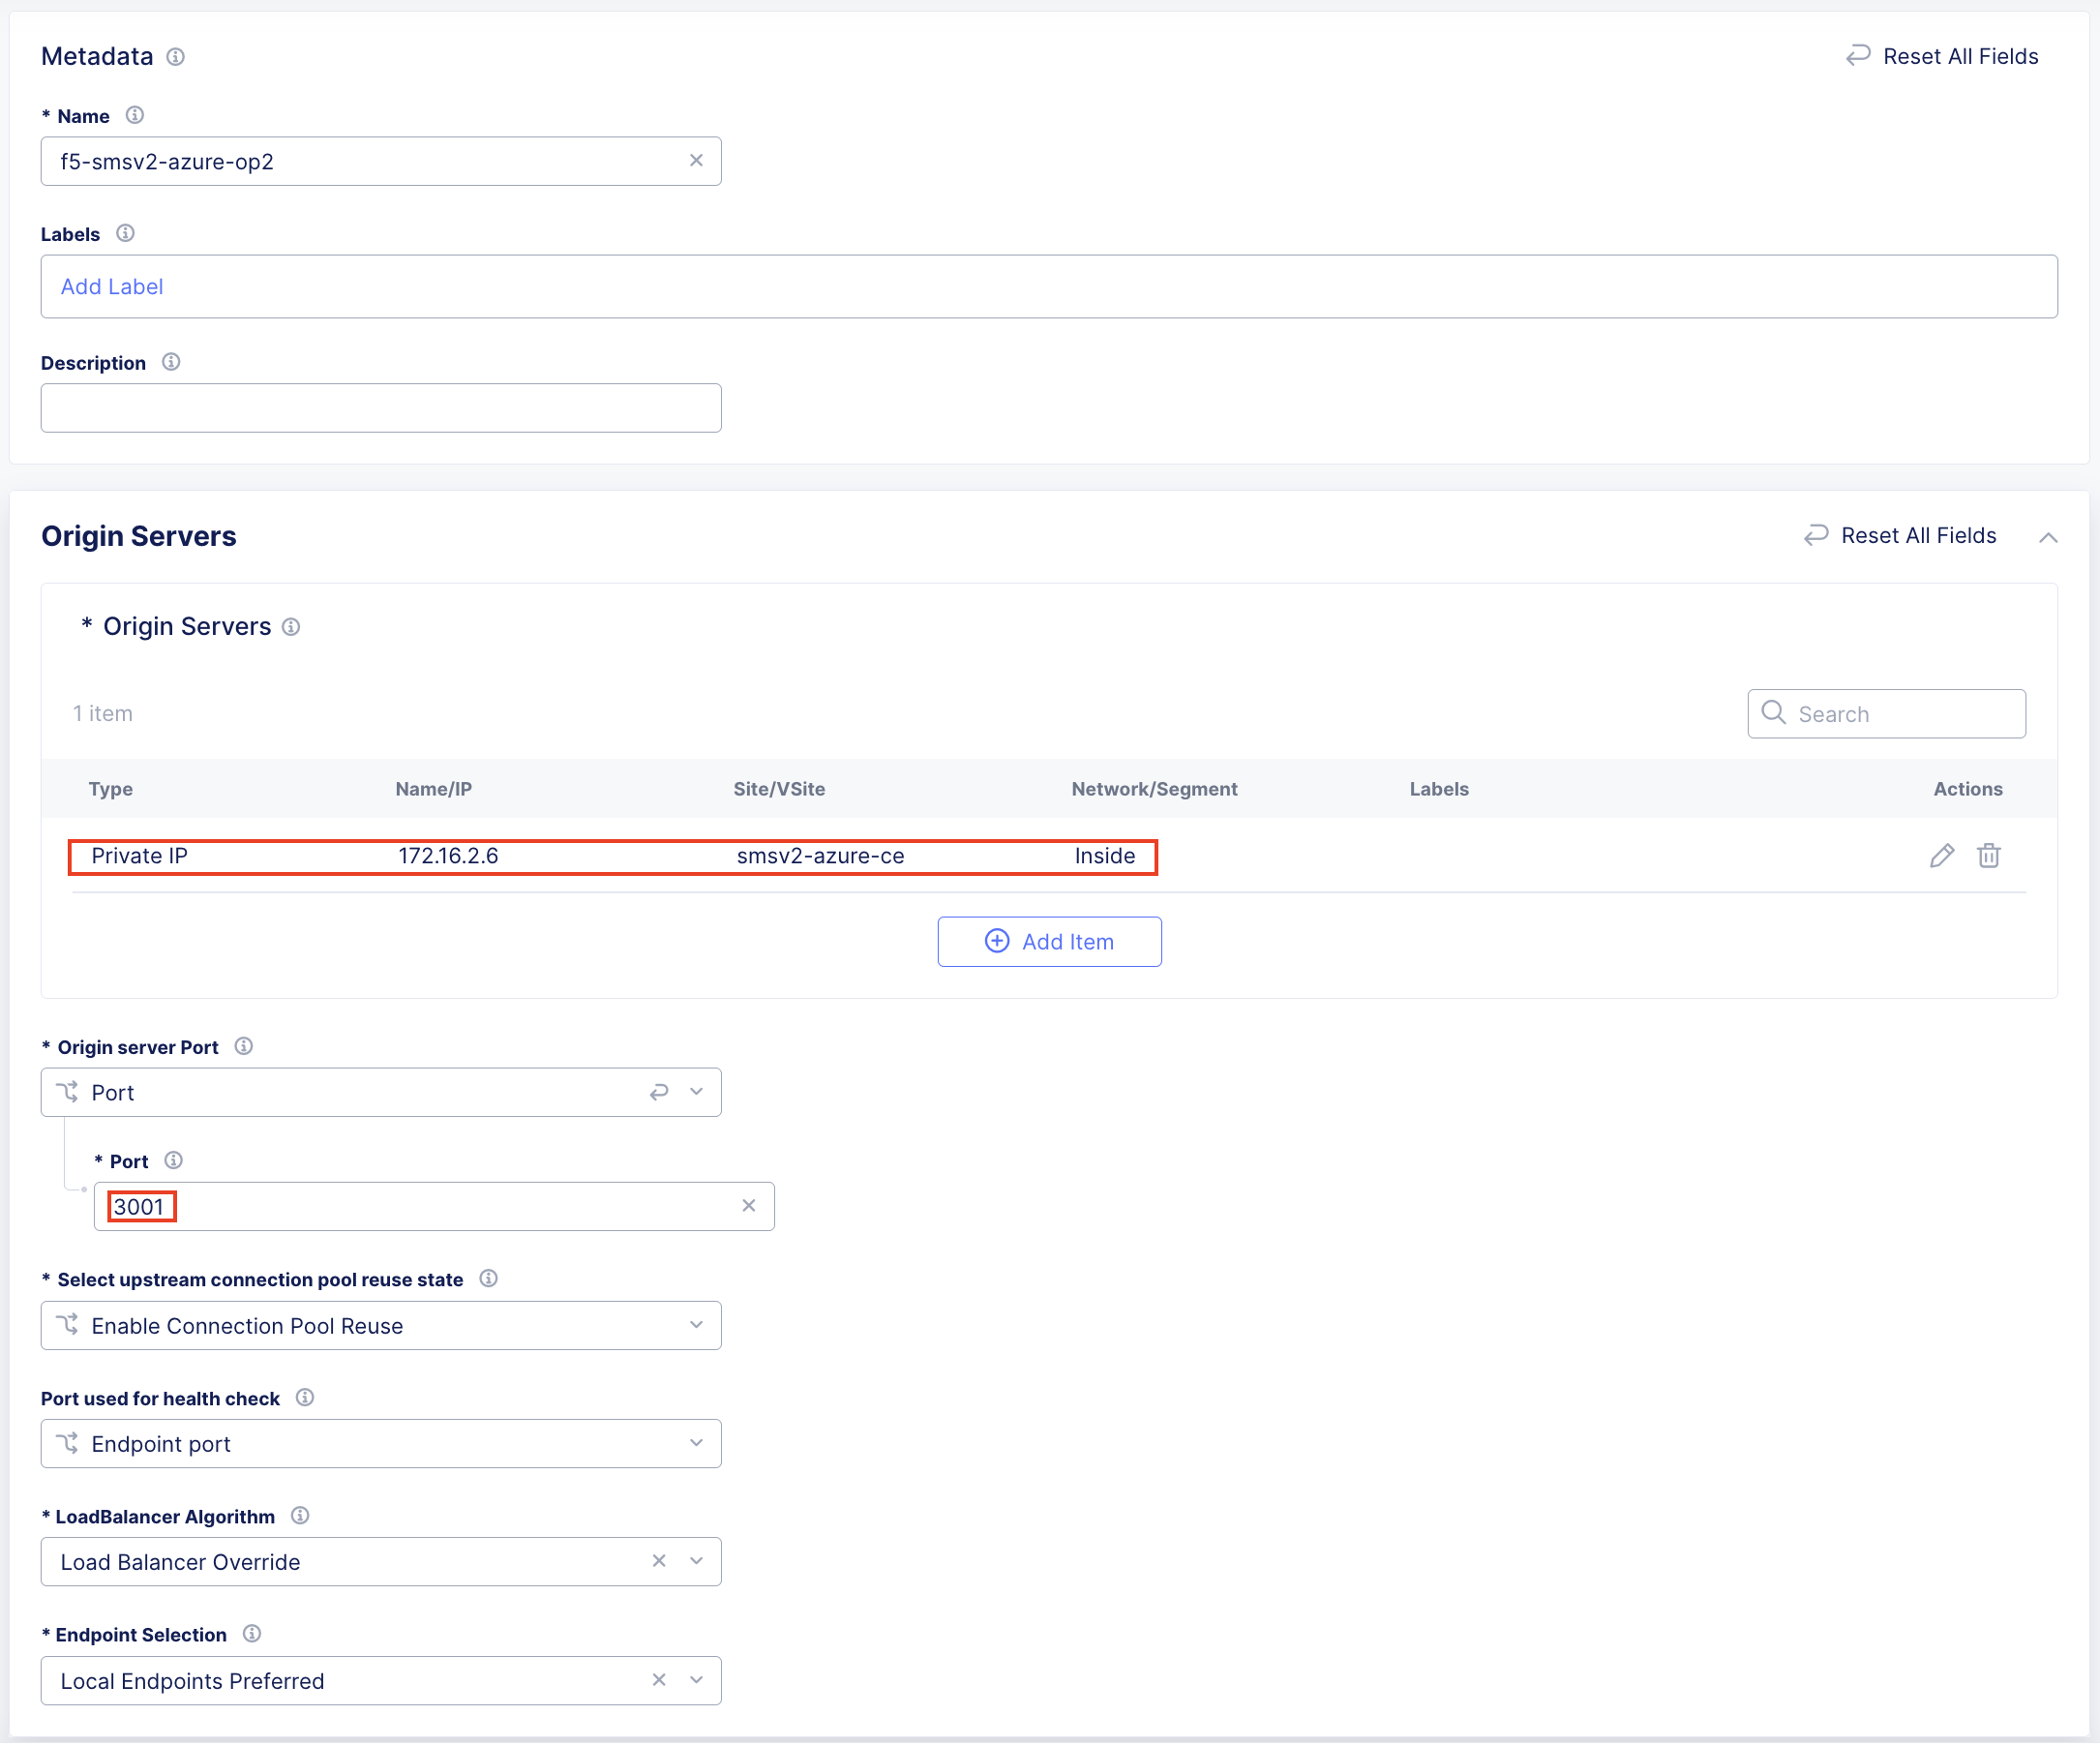 Metadata
Reset All Fields
* Name
f5-smsv2-azure-op2
Labels
Add Label
Description
Origin Servers
Reset All Fields
* Origin Servers
1 item
Search
Type Name/IP Site/VSite Network/Segment Labels Actions
Private IP 172.16.2.6 smsv2-azure-ce Inside
Add Item
* Origin server Port
Port
* Port
3001
* Select upstream connection pool reuse state
Enable Connection Pool Reuse
Port used for health check
Endpoint port
* LoadBalancer Algorithm
Load Balancer Override
* Endpoint Selection
Local Endpoints Preferred